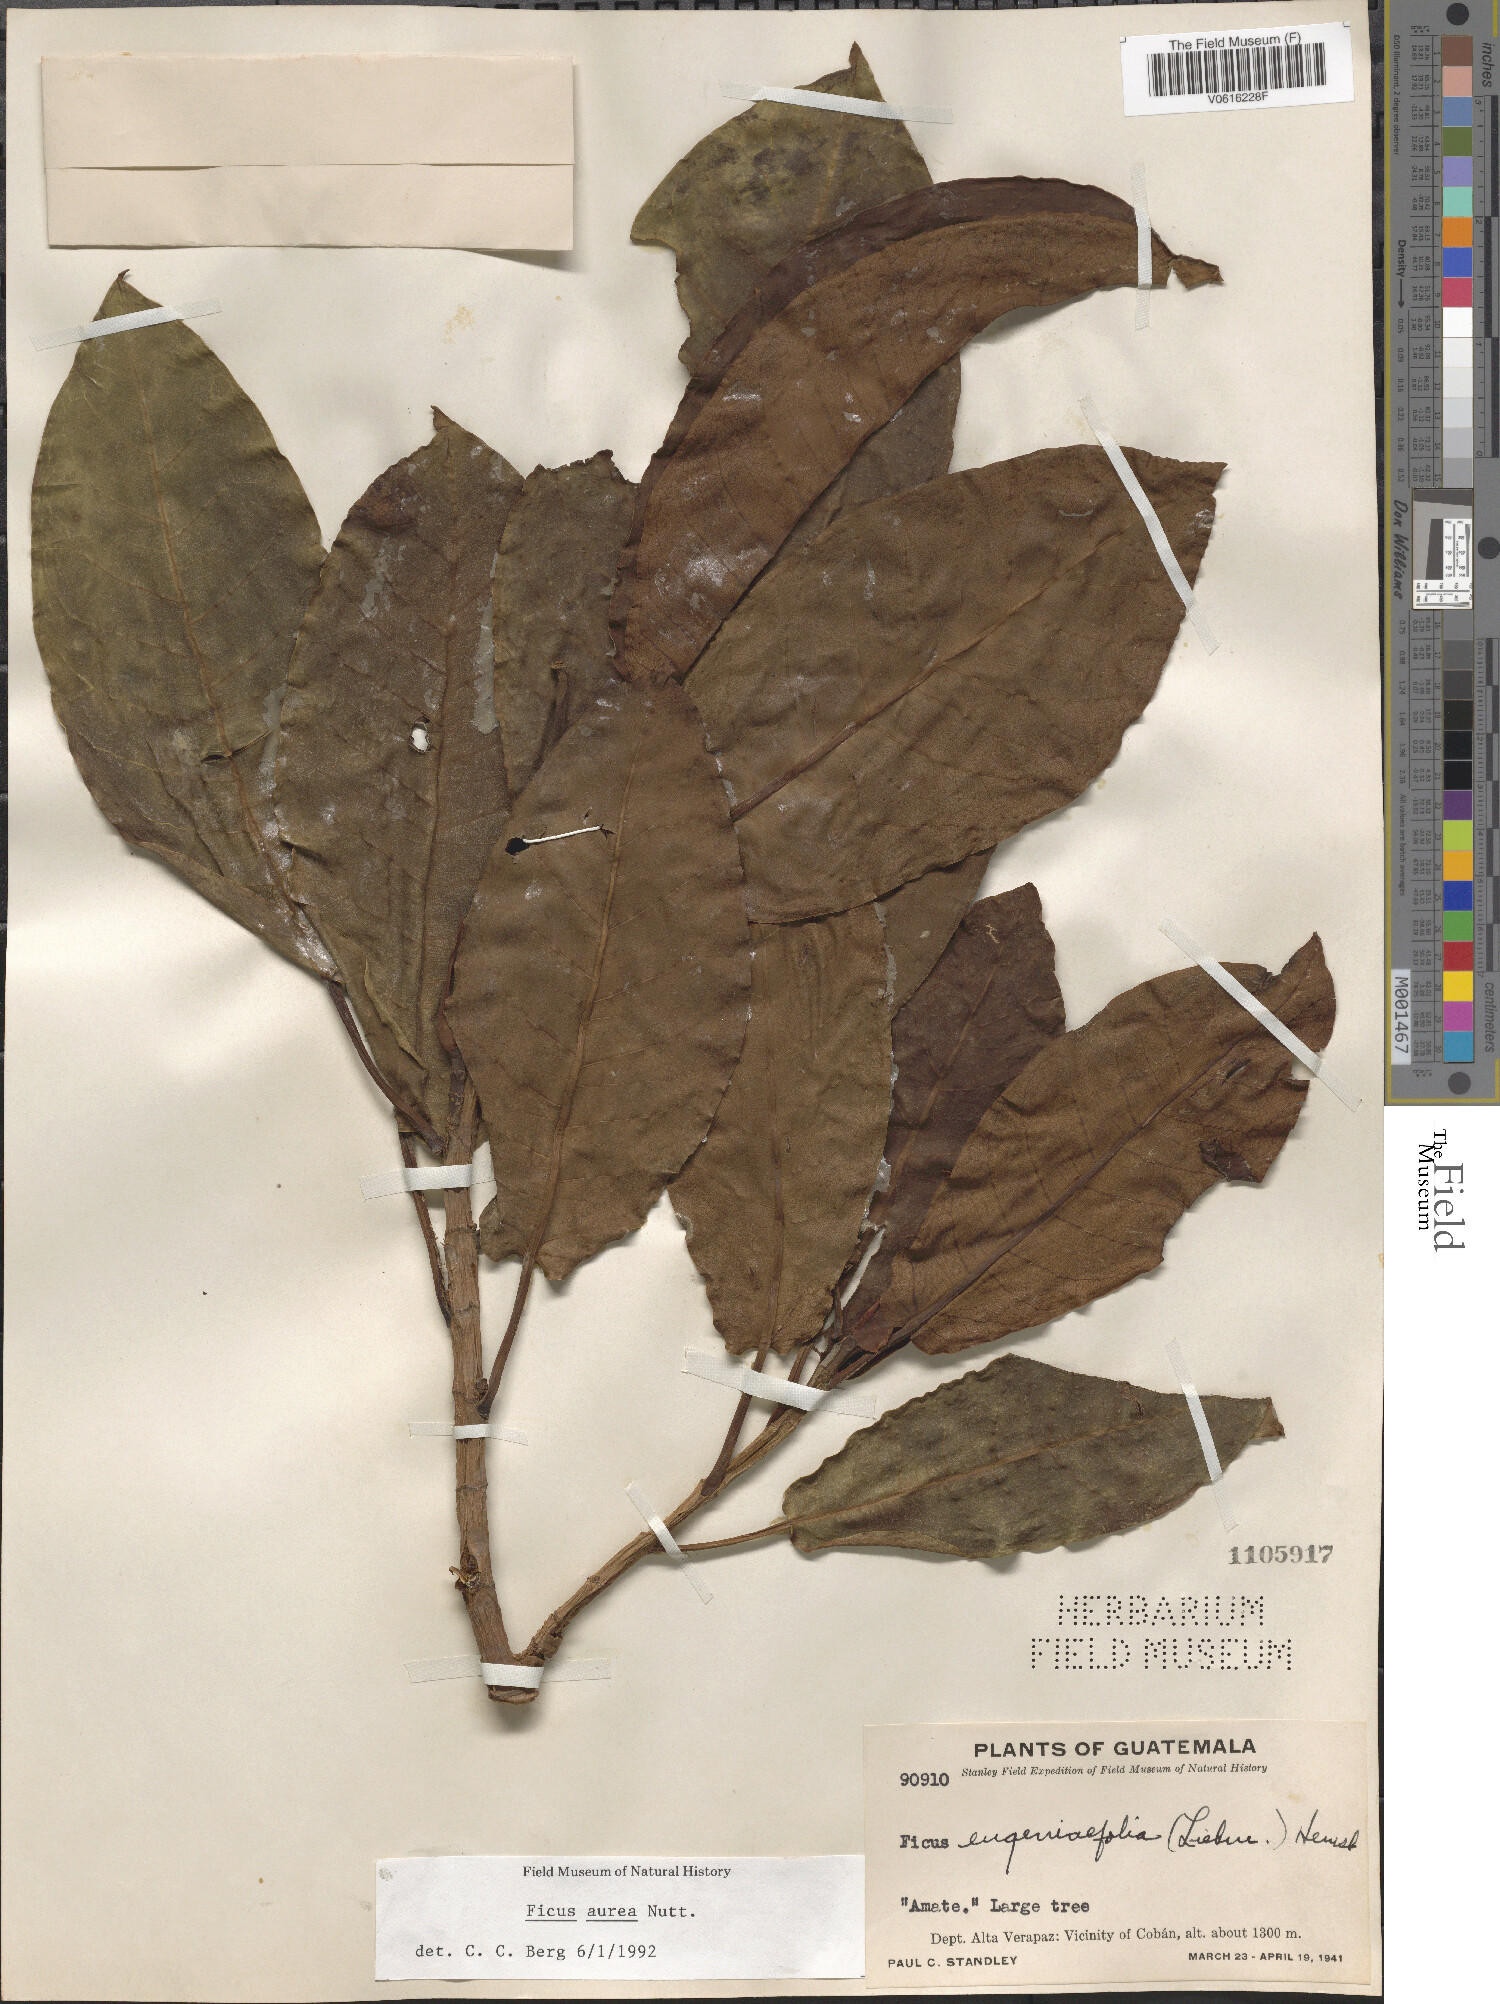 The Field Museum (F)
V0616228F
inches
centimeters
Density
Don Williams
M001467
The Field Museum
1105917
HERBARIUM
FIELD MUSEUM
PLANTS OF GUATEMALA
Stanley Field Expedition of Field Museum of Natural History
90910
Ficus eugeniaefolia (Liebm.) Hemsl
"Amate." Large tree
Dept. Alta Verapaz: Vicinity of Cobán, alt. about 1300 m.
PAUL C. STANDLEY MARCH 23 - APRIL 19, 1941
Field Museum of Natural History
Ficus aurea Nutt.
det. C. C. Berg 6/1/1992